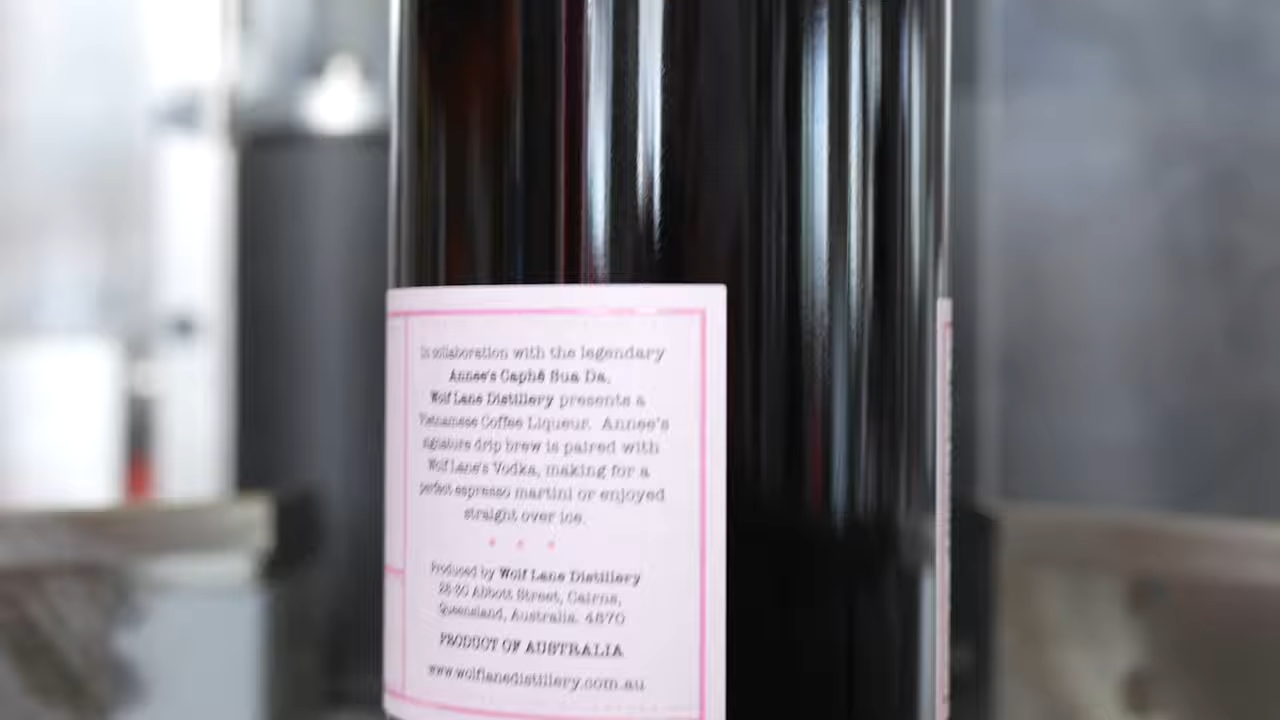 In collaboration with the legendary
Annee's Caphê Sua Da,
Wolf Lane Distillery presents a
Vietnamese Coffee Liqueur. Annee's
signature drip brew is paired with
Wolf Lane's Vodka, making for a
perfect espresso martini or enjoyed
straight over ice.
Produced by Wolf Lane Distillery
28-30 Abbott Street, Cairns,
Queensland, Australia. 4870
PRODUCT OF AUSTRALIA
www.wolflanedistillery.com.au